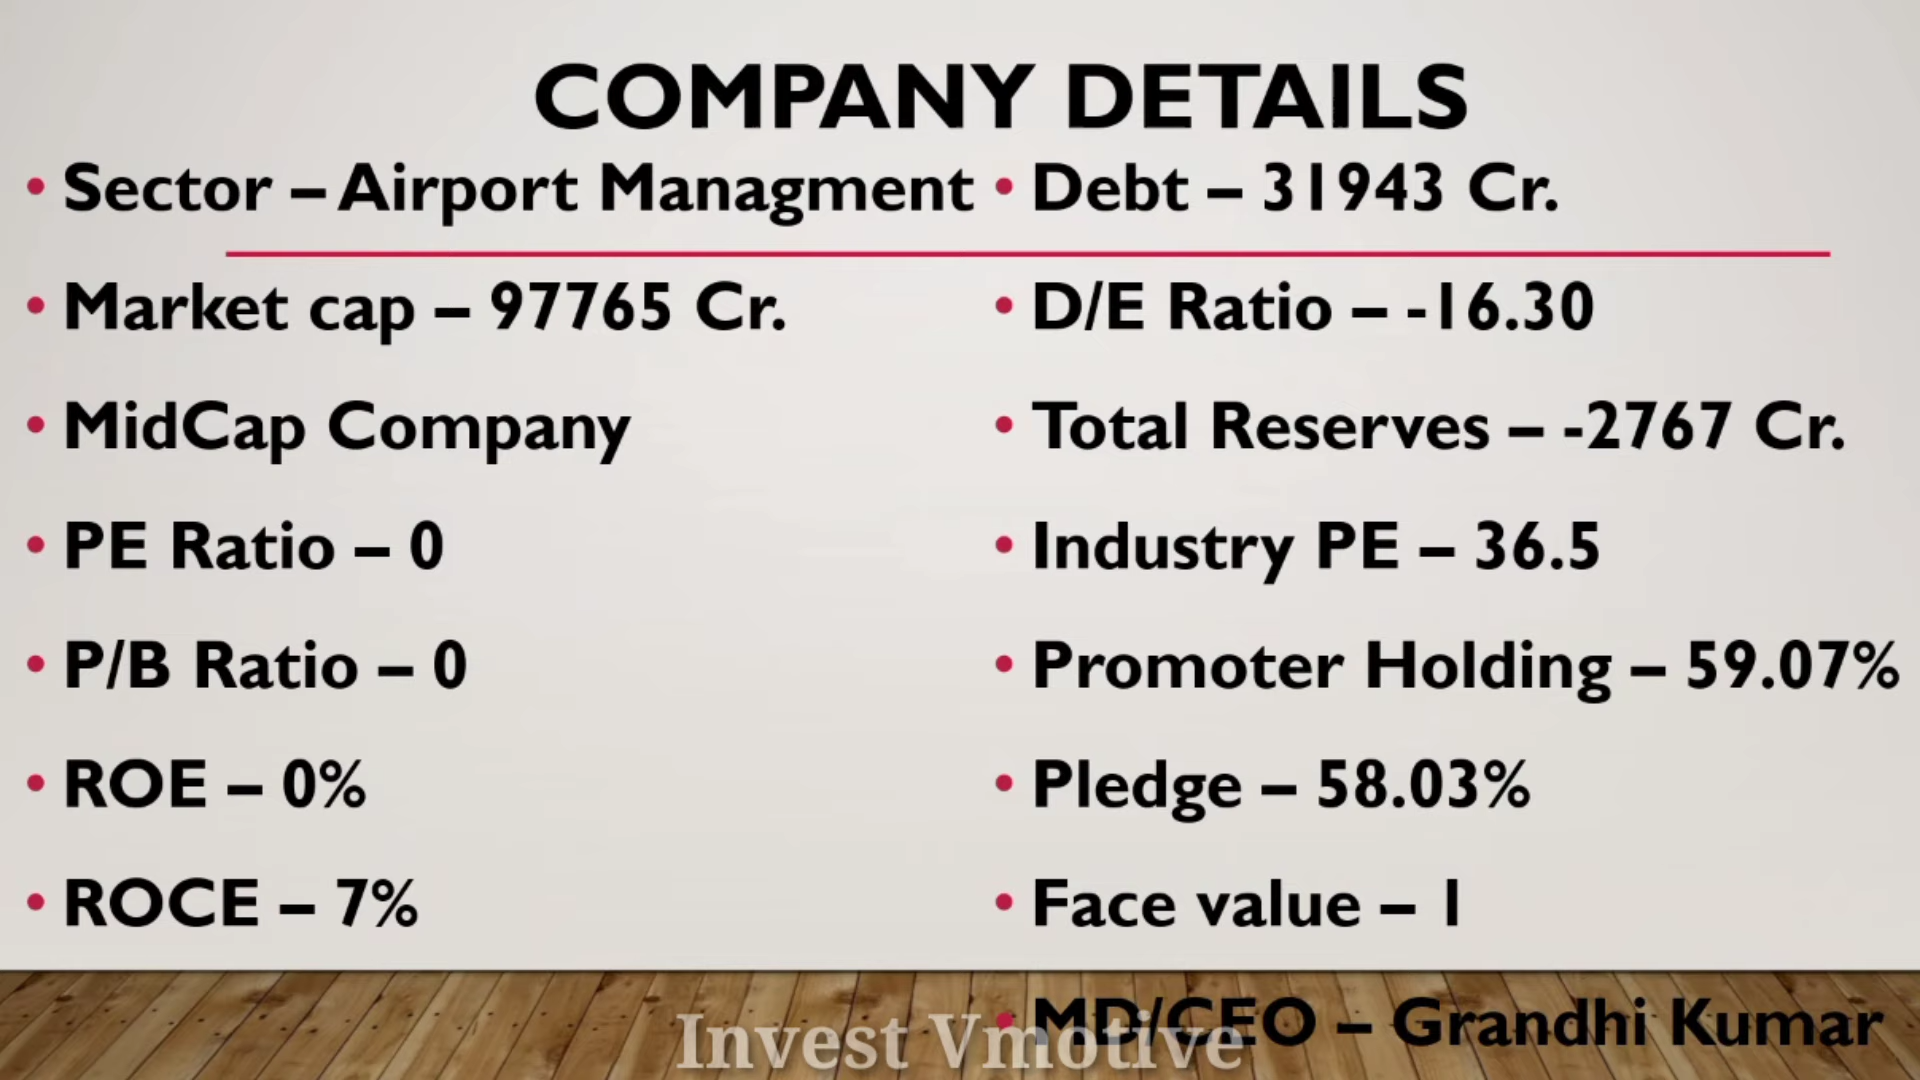 COMPANY DETAILS
• Sector – Airport Managment
• Market cap – 97765 Cr.
• MidCap Company
• PE Ratio – 0
• P/B Ratio – 0
• ROE – 0%
• ROCE – 7%
• Debt – 31943 Cr.
• D/E Ratio – -16.30
• Total Reserves – -2767 Cr.
• Industry PE – 36.5
• Promoter Holding – 59.07%
• Pledge – 58.03%
• Face value – 1
• MD/CEO – Grandhi Kumar
Invest Vmotive